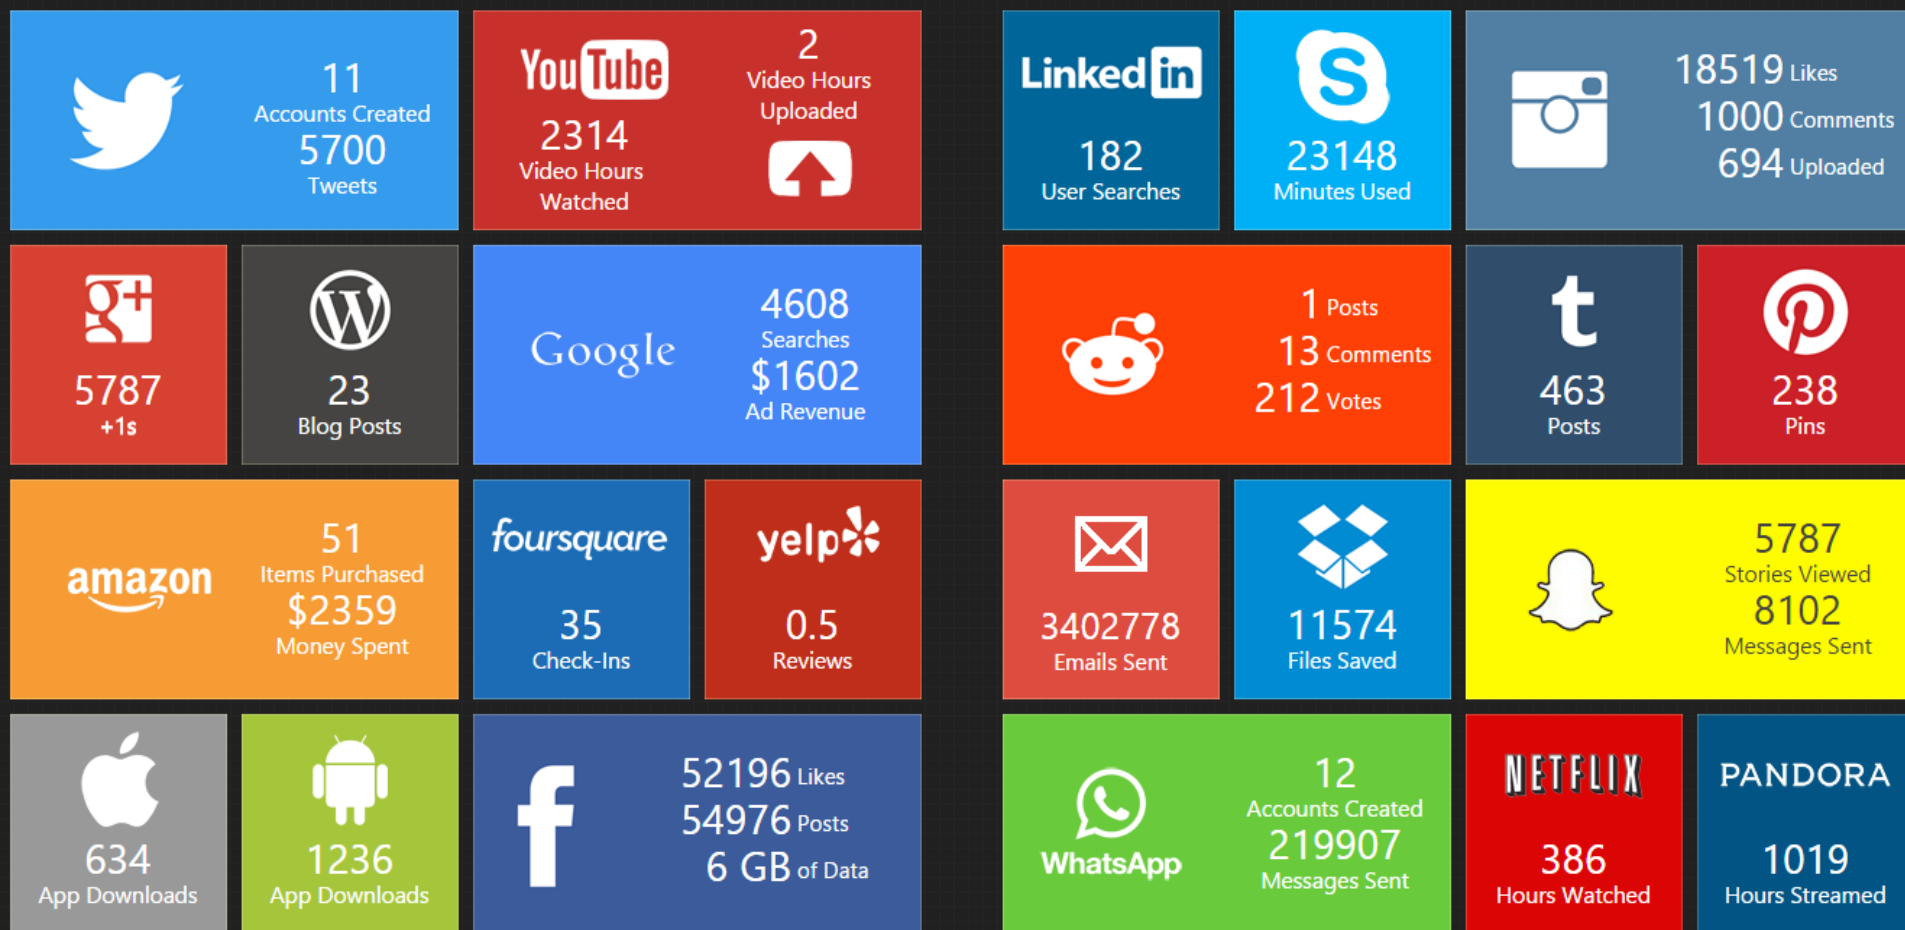 11
Accounts Created
5700
Tweets
YouTube
2314
Video Hours
Watched
2
Video Hours
Uploaded
Linked in
182
User Searches
S
23148
Minutes Used
18519 Likes
1000 Comments
694 Uploaded
g+
5787
+1s
W
23
Blog Posts
Google
4608
Searches
$1602
Ad Revenue
1 Posts
13 Comments
212 Votes
t
463
Posts
P
238
Pins
amazon
51
Items Purchased
$2359
Money Spent
foursquare
35
Check-Ins
yelp
0.5
Reviews
3402778
Emails Sent
11574
Files Saved
5787
Stories Viewed
8102
Messages Sent
634
App Downloads
1236
App Downloads
f
52196 Likes
54976 Posts
6 GB of Data
WhatsApp
12
Accounts Created
219907
Messages Sent
NETFLIX
386
Hours Watched
PANDORA
1019
Hours Streamed